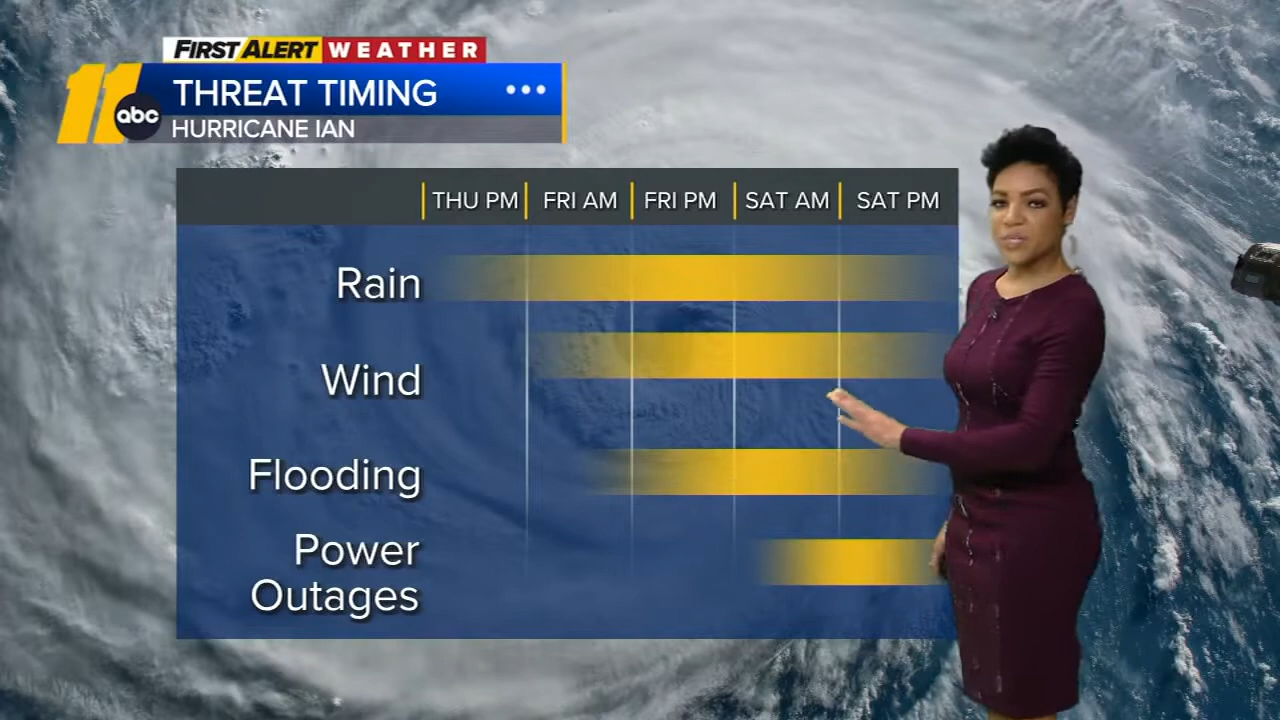 FIRST ALERT WEATHER
11
abc
THREAT TIMING
HURRICANE IAN
THU PM FRI AM FRI PM SAT AM SAT PM
Rain
Wind
Flooding
Power
Outages